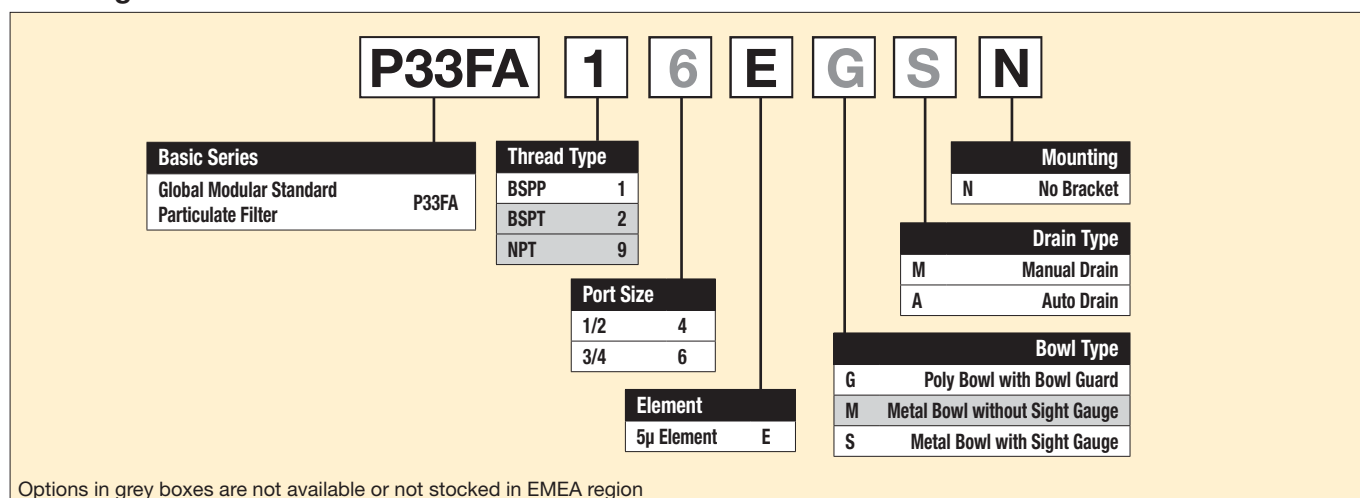 P33FA 1 6 E G S N
Basic Series
Global Modular Standard
Particulate Filter P33FA
Thread Type
BSPP 1
BSPT 2
NPT 9
Port Size
1/2 4
3/4 6
Element
5µ Element E
Mounting
N No Bracket
Drain Type
M Manual Drain
A Auto Drain
Bowl Type
G Poly Bowl with Bowl Guard
M Metal Bowl without Sight Gauge
S Metal Bowl with Sight Gauge
Options in grey boxes are not available or not stocked in EMEA region